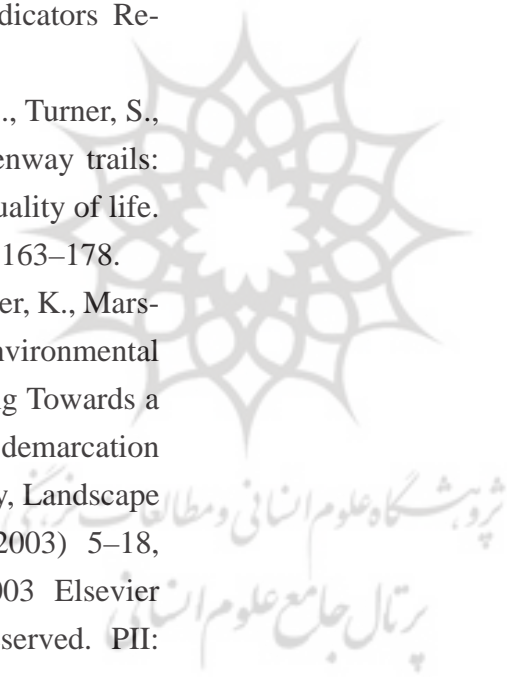 dicators Re-
., Turner, S.,
enway trails:
uality of life.
163–178.
er, K., Mars-
nvironmental
g Towards a
demarcation
y, Landscape
پژوهشگاه علوم انسانی و مطالعات فرهنگی
2003) 5–18,
003 Elsevier
پرتال جامع علوم انسانی
served. PII: